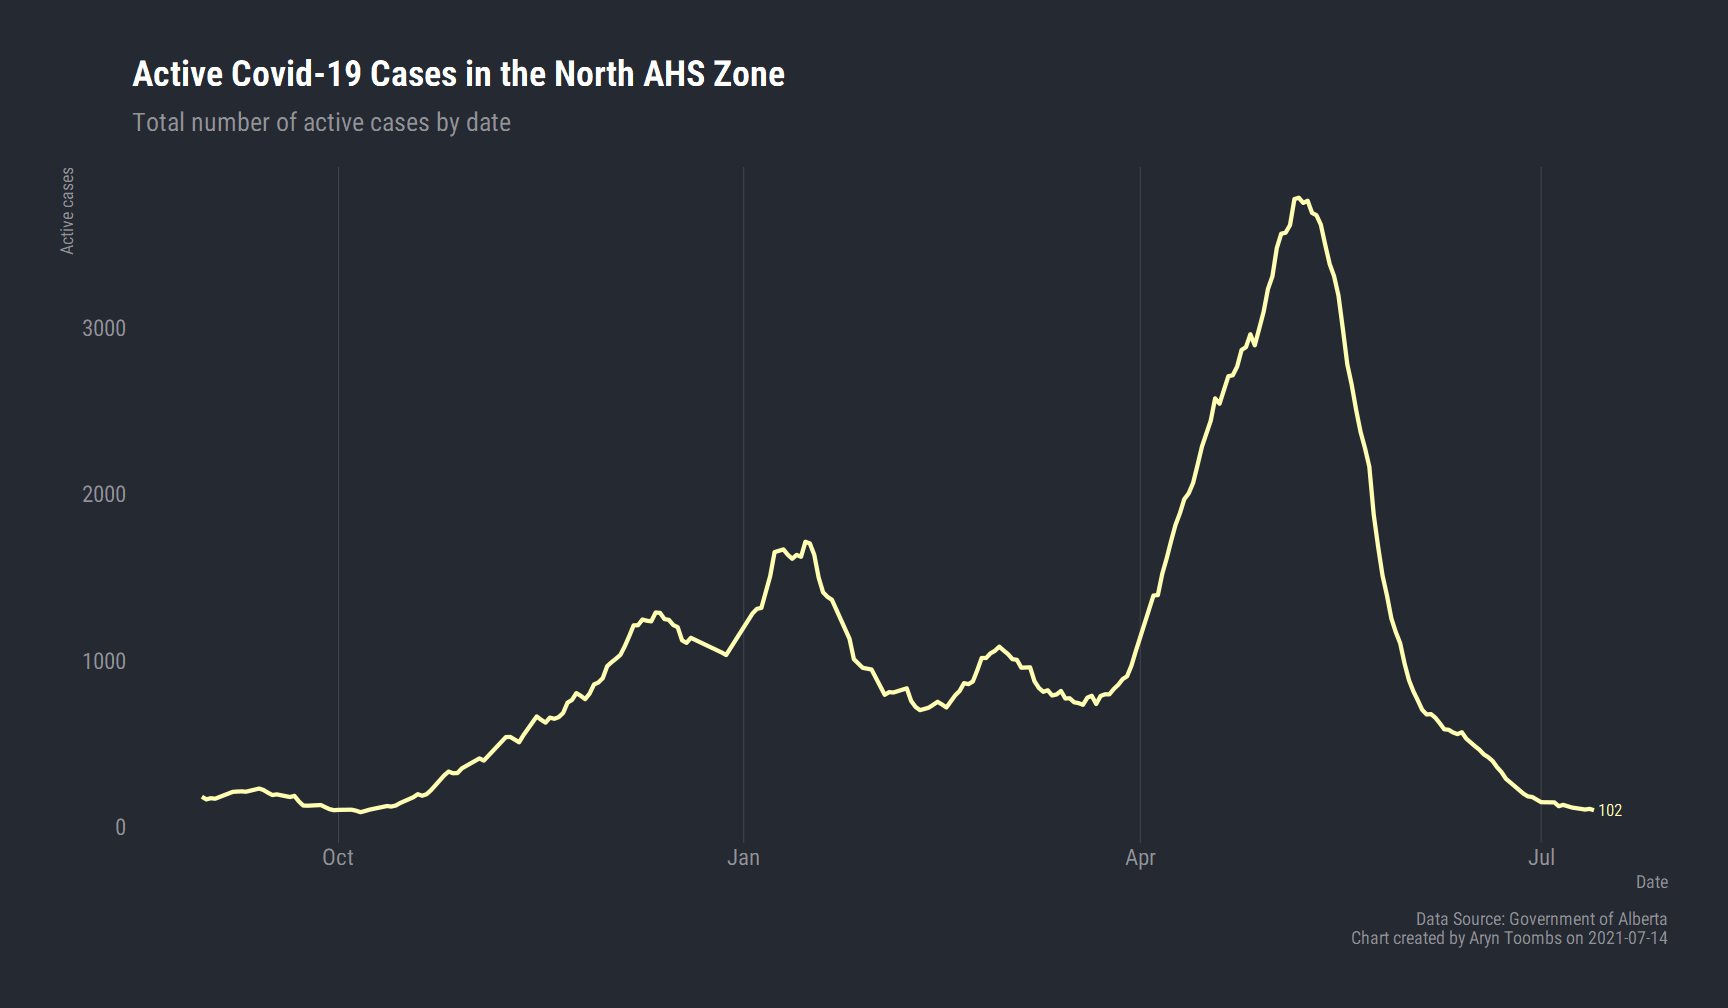 Active Covid-19 Cases in the North AHS Zone
Total number of active cases by date
Active cases
3000
2000
1000
0
102
Oct
Jan
Apr
Jul
Date
Data Source: Government of Alberta
Chart created by Aryn Toombs on 2021-07-14